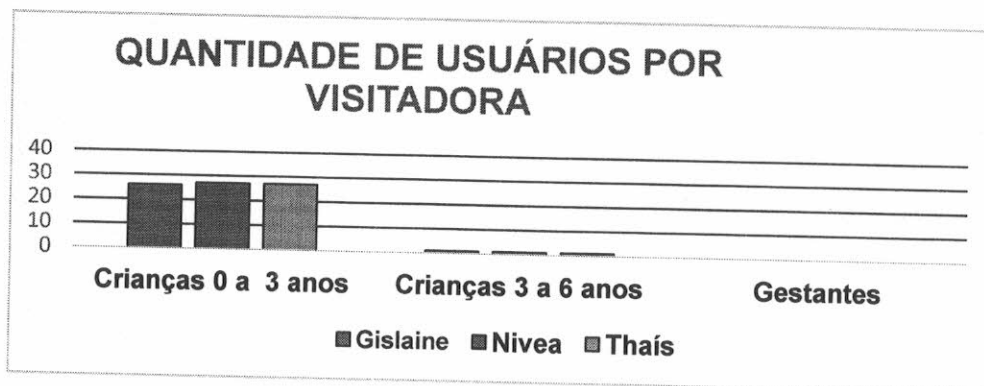 QUANTIDADE DE USUÁRIOS POR
VISITADORA
40
30
20
10
0
Crianças 0 a 3 anos Crianças 3 a 6 anos Gestantes
Gislaine Nivea Thaís